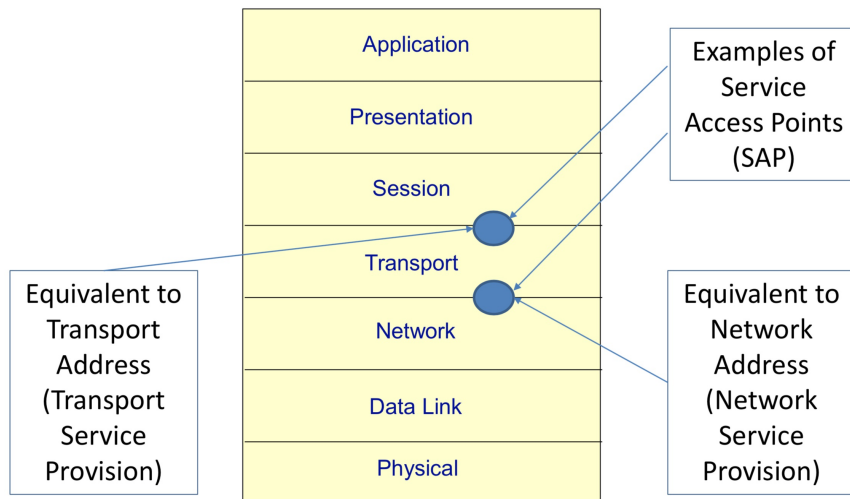 Application
Presentation
Session
Transport
Network
Data Link
Physical
Examples of
Service
Access Points
(SAP)
Equivalent to
Transport
Address
(Transport
Service
Provision)
Equivalent to
Network
Address
(Network
Service
Provision)